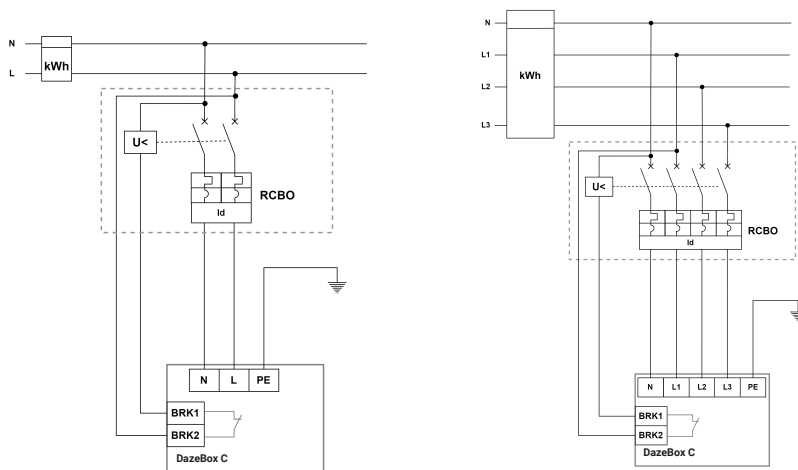 N
kWh
L
U<
RCBO
Id
N L PE
BRK1
BRK2
DazeBox C
N
L1
kWh
L2
L3
U<
RCBO
Id
N L1 L2 L3 PE
BRK1
BRK2
DazeBox C